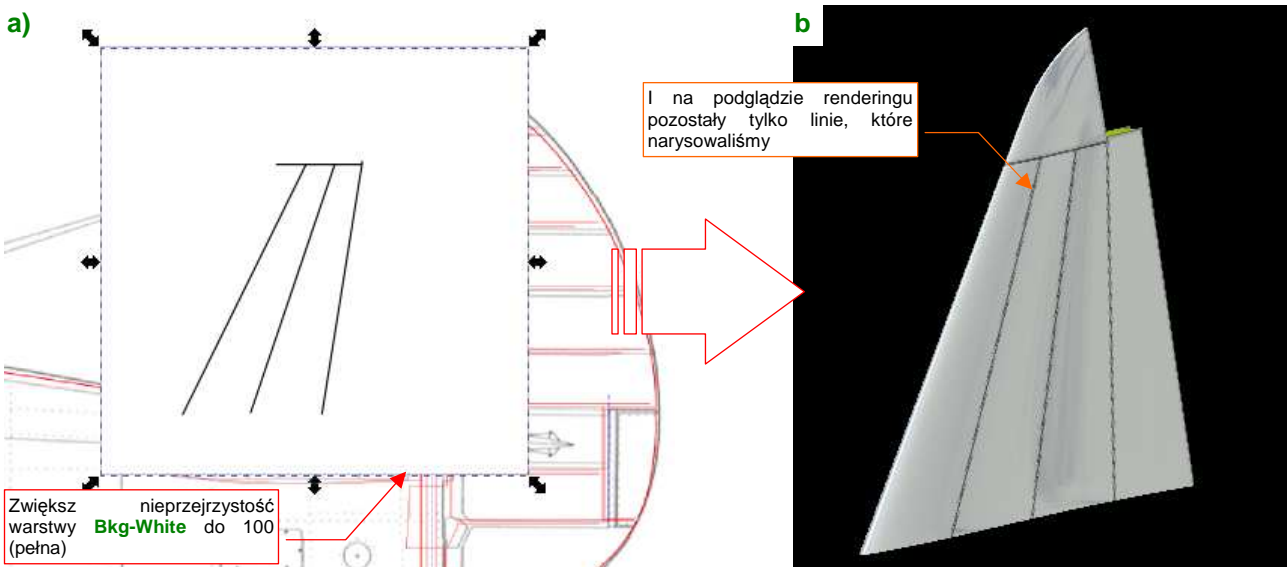 a)
b
I na podglądzie renderingu
pozostały tylko linie, które
narysowaliśmy
Zwiększ nieprzejrzystość
warstwy Bkg-White do 100
(pełna)